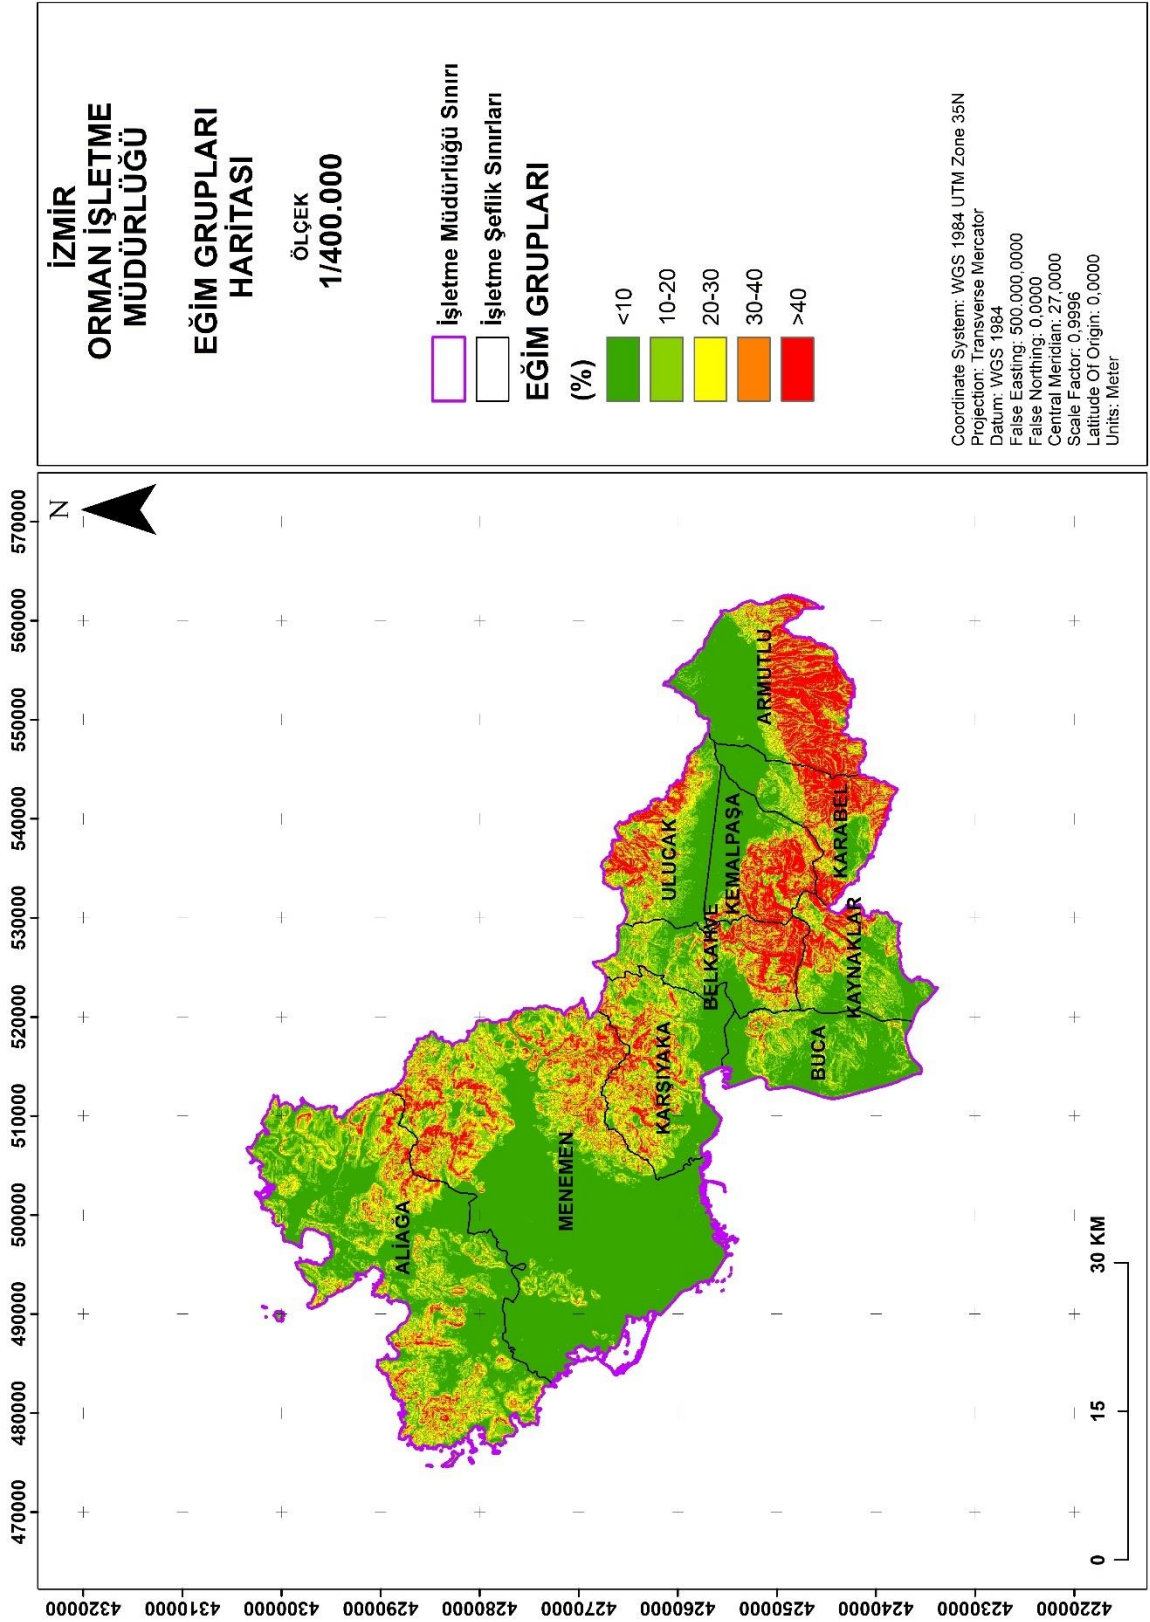 İZMİR
ORMAN İŞLETME
MÜDÜRLÜĞÜ
EĞİM GRUPLARI
HARİTASI
ÖLÇEK
1/400.000
İşletme Müdürlüğü Sınırı
İşletme Şeflik Sınırları
EĞİM GRUPLARI
(%)
<10
10-20
20-30
30-40
>40
Coordinate System: WGS 1984 UTM Zone 35N
Projection: Transverse Mercator
Datum: WGS 1984
False Easting: 500.000,0000
False Northing: 0,0000
Central Meridian: 27,0000
Scale Factor: 0,9996
Latitude Of Origin: 0,0000
Units: Meter
470000 480000 490000 500000 510000 520000 530000 540000 550000 560000 570000
N
4320000
4310000
4300000
4290000
4280000
4270000
4260000
4250000
4240000
4230000
4220000
ALİAĞA
MENEMEN
KARŞIYAKA
ULUCAK
BELKAHVE
KEMALPAŞA
ARMUTLU
BUCA
KAYNAKLAR
KARABEL
0 15 30 KM